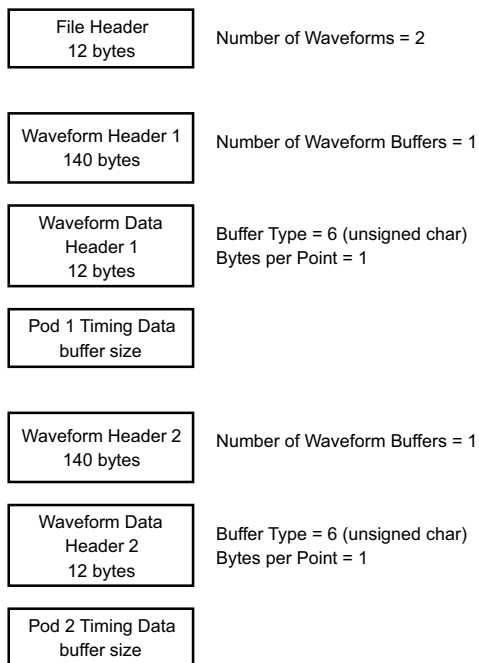 File Header
12 bytes
Number of Waveforms = 2
Waveform Header 1
140 bytes
Number of Waveform Buffers = 1
Waveform Data
Header 1
12 bytes
Buffer Type = 6 (unsigned char)
Bytes per Point = 1
Pod 1 Timing Data
buffer size
Waveform Header 2
140 bytes
Number of Waveform Buffers = 1
Waveform Data
Header 2
12 bytes
Buffer Type = 6 (unsigned char)
Bytes per Point = 1
Pod 2 Timing Data
buffer size